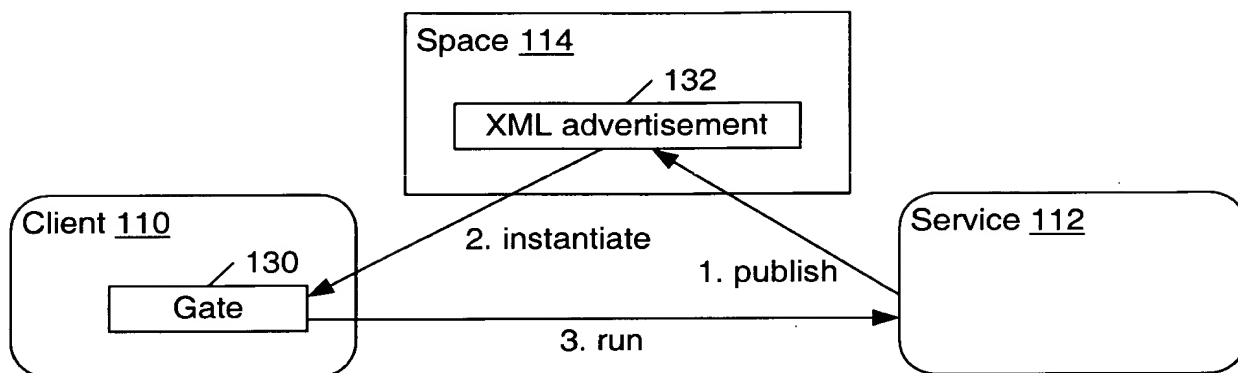 Space 114
132
XML advertisement
Client 110
2. instantiate
Service 112
130
1. publish
Gate
3. run